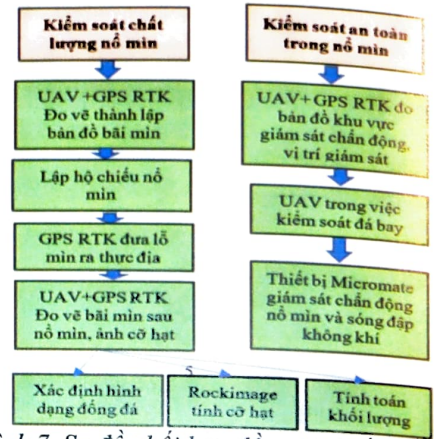 Kiểm soát chất
lượng nổ mìn
UAV+GPS RTK
Đo vẽ thành lập
bản đồ bãi mìn
Lập hộ chiếu nổ
mìn
GPS RTK đưa lỗ
mìn ra thực địa
UAV+GPS RTK
Đo vẽ bãi mìn sau
nổ mìn, ảnh cỡ hạt
Kiểm soát an toàn
trong nổ mìn
UAV+GPS RTK đo
bản đồ khu vực
giám sát chấn động,
vị trí giám sát
UAV trong việc
kiểm soát đá bay
Thiết bị Micromate
giám sát chấn động
nổ mìn và sóng đập
không khí
5
Xác định hình
dạng đống đá
Rockimage
tính cỡ hạt
Tính toán
khối lượng
7. Sơ đồ khối